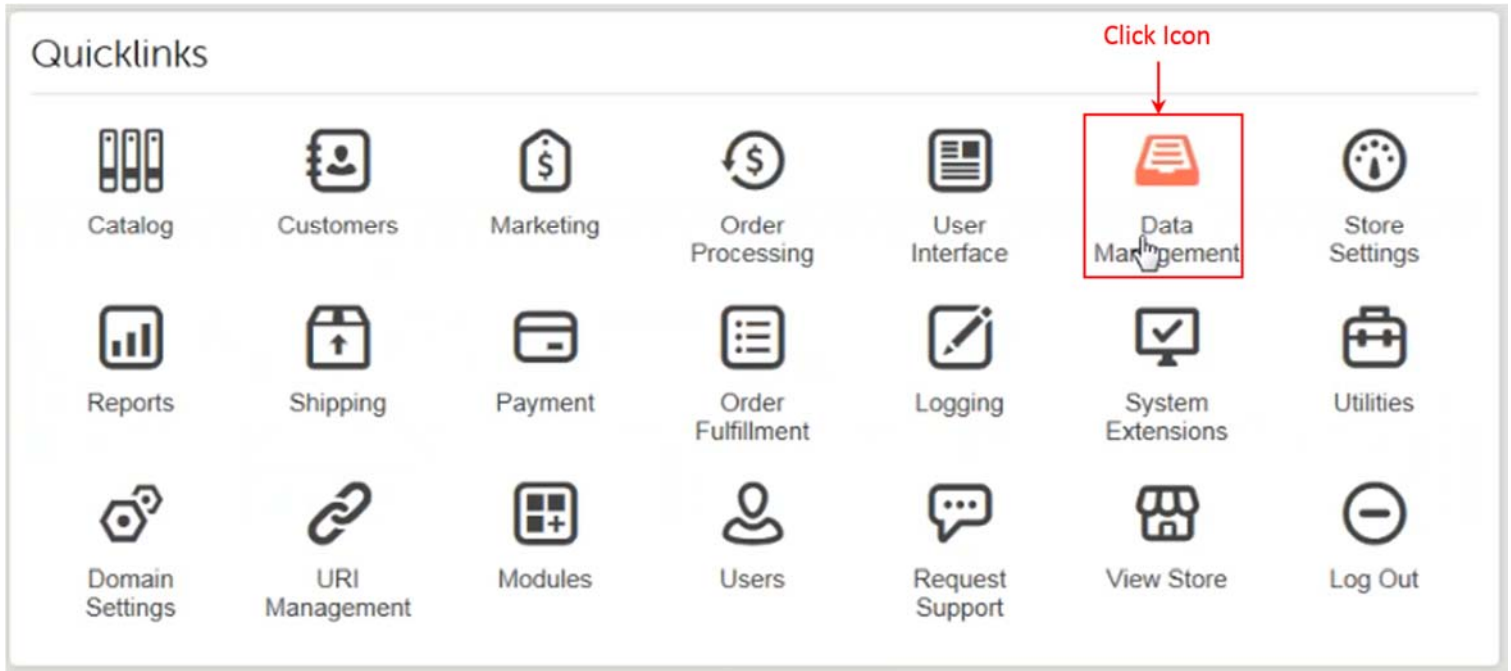 Quicklinks
Click Icon
Catalog
Customers
Marketing
Order
Processing
User
Interface
Data
Management
Store
Settings
Reports
Shipping
Payment
Order
Fulfillment
Logging
System
Extensions
Utilities
Domain
Settings
URI
Management
Modules
Users
Request
Support
View Store
Log Out